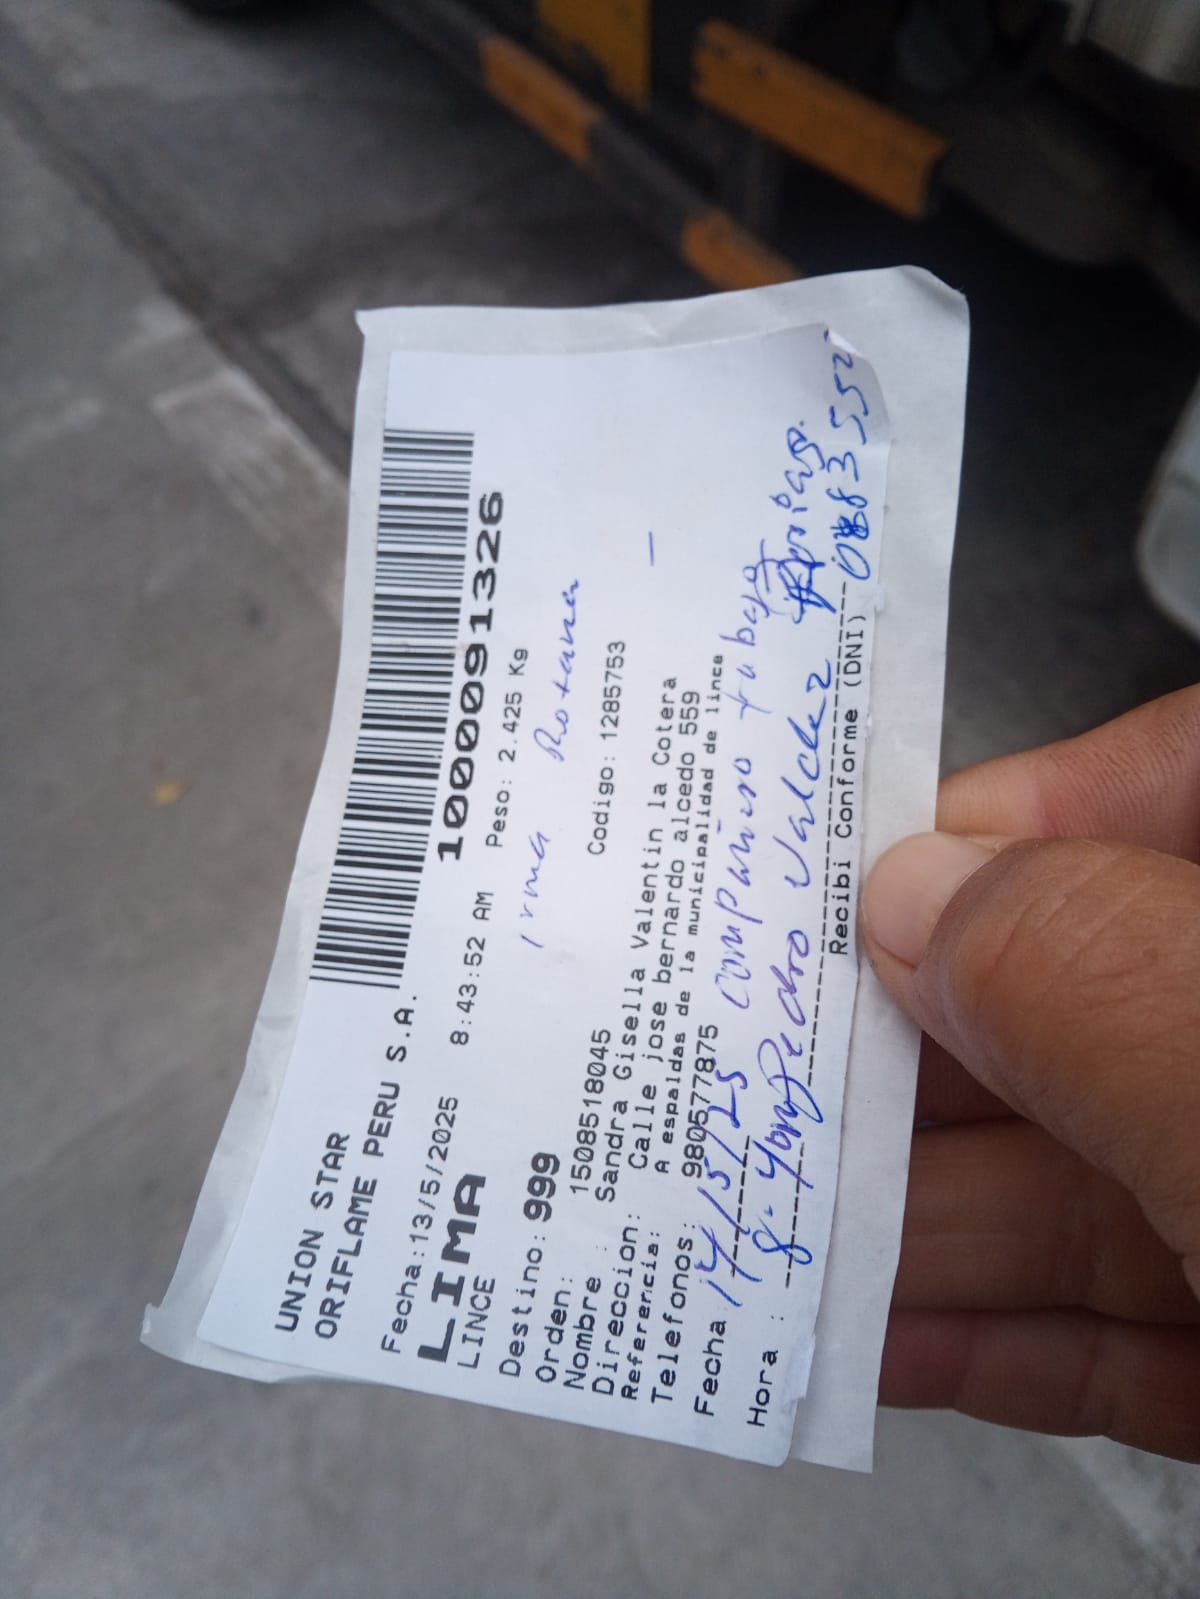 UNION STAR
ORIFLAME PERU S.A.
Fecha:13/5/2025 8:43:52 AM 1000091326
LIMA
LINCE Peso: 2.425 Kg
Destino: 999 Irma
Orden: 1508518045 Codigo: 1285753
Nombre : Sandra Gisella Valentin la Cotera
Direccion: Calle jose bernardo alcedo 559
Referencia: A espaldas de la municipalidad de lince
Telefonos: 980577875
Fecha 14/5/25 compañero trabajo
Hora : Pedro Valdez
Recibi Conforme (DNI)